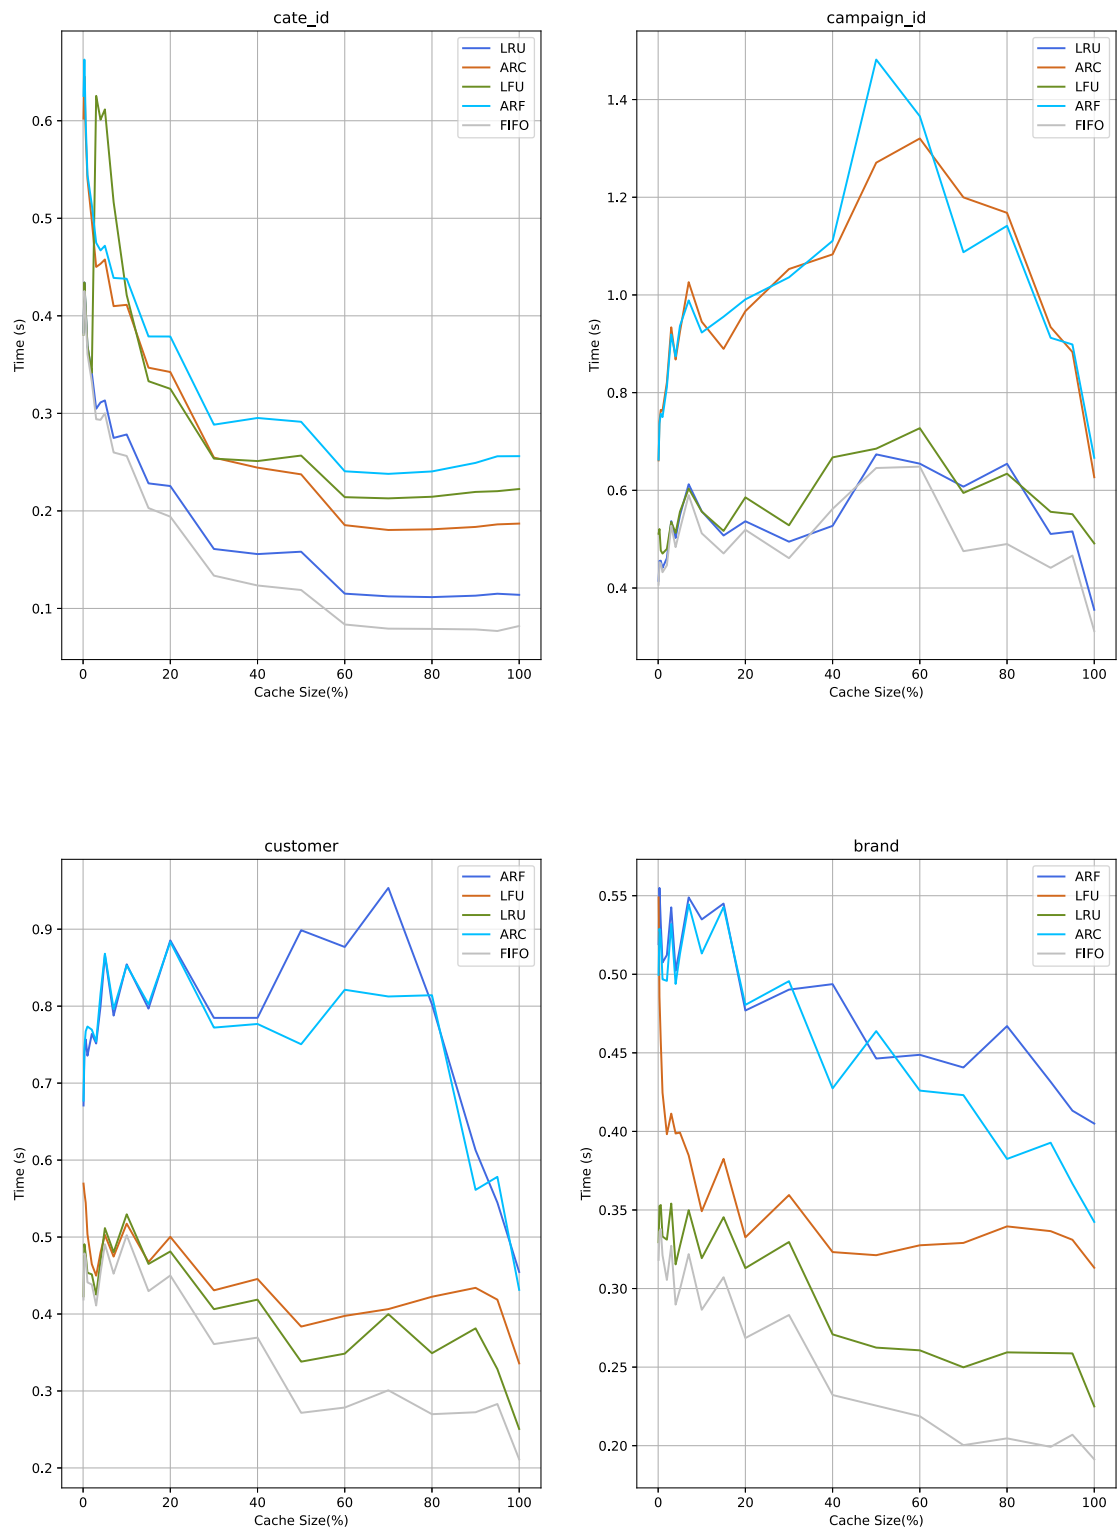 cate_id
LRU
ARC
LFU
ARF
FIFO
0.6
0.5
0.4
0.3
0.2
0.1
Time (s)
0 20 40 60 80 100
Cache Size(%)
campaign_id
LRU
ARC
LFU
ARF
FIFO
1.4
1.2
1.0
0.8
0.6
0.4
Time (s)
0 20 40 60 80 100
Cache Size(%)
customer
ARF
LFU
LRU
ARC
FIFO
0.9
0.8
0.7
0.6
0.5
0.4
0.3
0.2
Time (s)
0 20 40 60 80 100
Cache Size(%)
brand
ARF
LFU
LRU
ARC
FIFO
0.55
0.50
0.45
0.40
0.35
0.30
0.25
0.20
Time (s)
0 20 40 60 80 100
Cache Size(%)